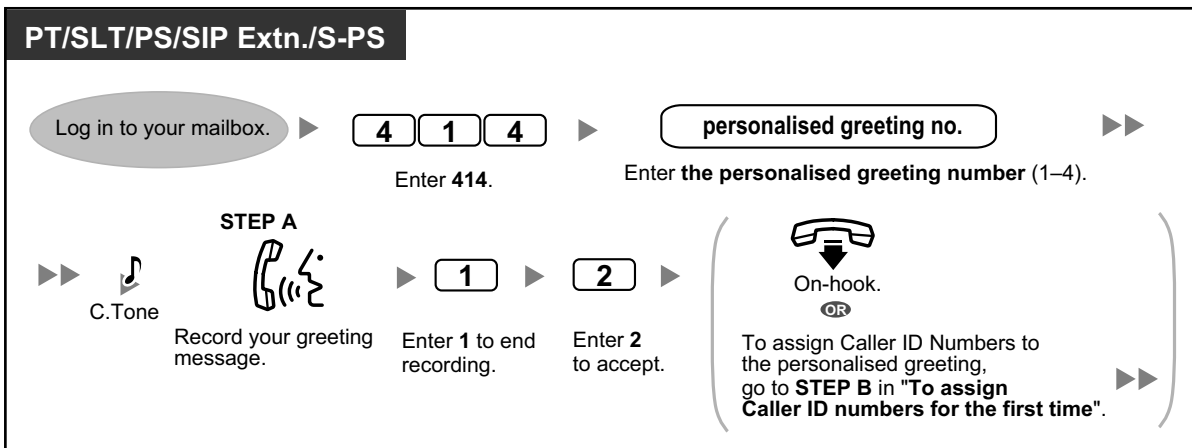 PT/SLT/PS/SIP Extn./S-PS
Log in to your mailbox.
4 1 4
Enter 414.
personalised greeting no.
Enter the personalised greeting number (1–4).
C.Tone
STEP A
Record your greeting
message.
1
Enter 1 to end
recording.
2
Enter 2
to accept.
On-hook.
OR
To assign Caller ID Numbers to
the personalised greeting,
go to STEP B in "To assign
Caller ID numbers for the first time".